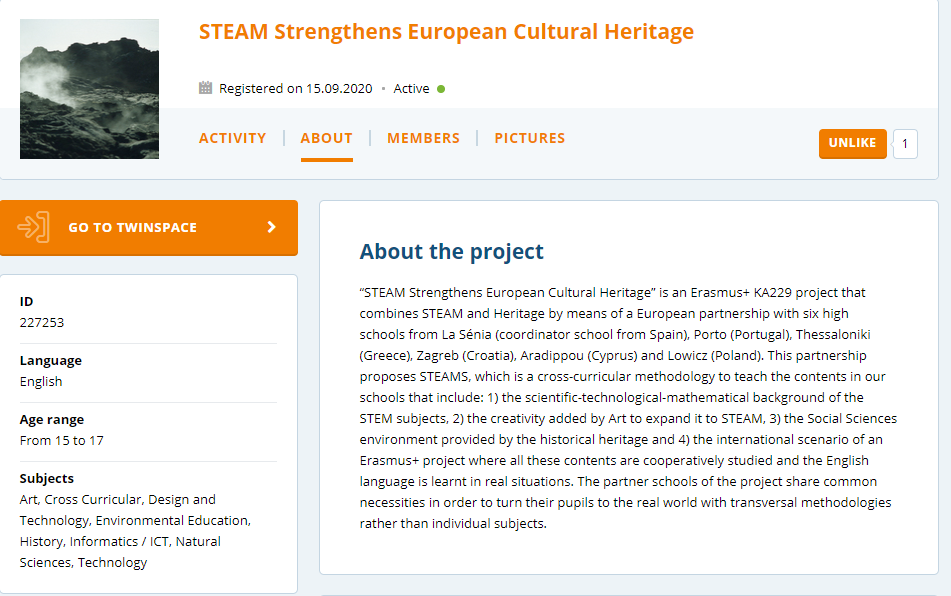 STEAM Strengthens European Cultural Heritage
Registered on 15.09.2020 • Active
ACTIVITY | ABOUT | MEMBERS | PICTURES
UNLIKE 1
GO TO TWINSPACE
ID
227253
Language
English
Age range
From 15 to 17
Subjects
Art, Cross Curricular, Design and
Technology, Environmental Education,
History, Informatics / ICT, Natural
Sciences, Technology
About the project
“STEAM Strengthens European Cultural Heritage” is an Erasmus+ KA229 project that
combines STEAM and Heritage by means of a European partnership with six high
schools from La Sénia (coordinator school from Spain), Porto (Portugal), Thessaloniki
(Greece), Zagreb (Croatia), Aradippou (Cyprus) and Lowicz (Poland). This partnership
proposes STEAMS, which is a cross-curricular methodology to teach the contents in our
schools that include: 1) the scientific-technological-mathematical background of the
STEM subjects, 2) the creativity added by Art to expand it to STEAM, 3) the Social Sciences
environment provided by the historical heritage and 4) the international scenario of an
Erasmus+ project where all these contents are cooperatively studied and the English
language is learnt in real situations. The partner schools of the project share common
necessities in order to turn their pupils to the real world with transversal methodologies
rather than individual subjects.